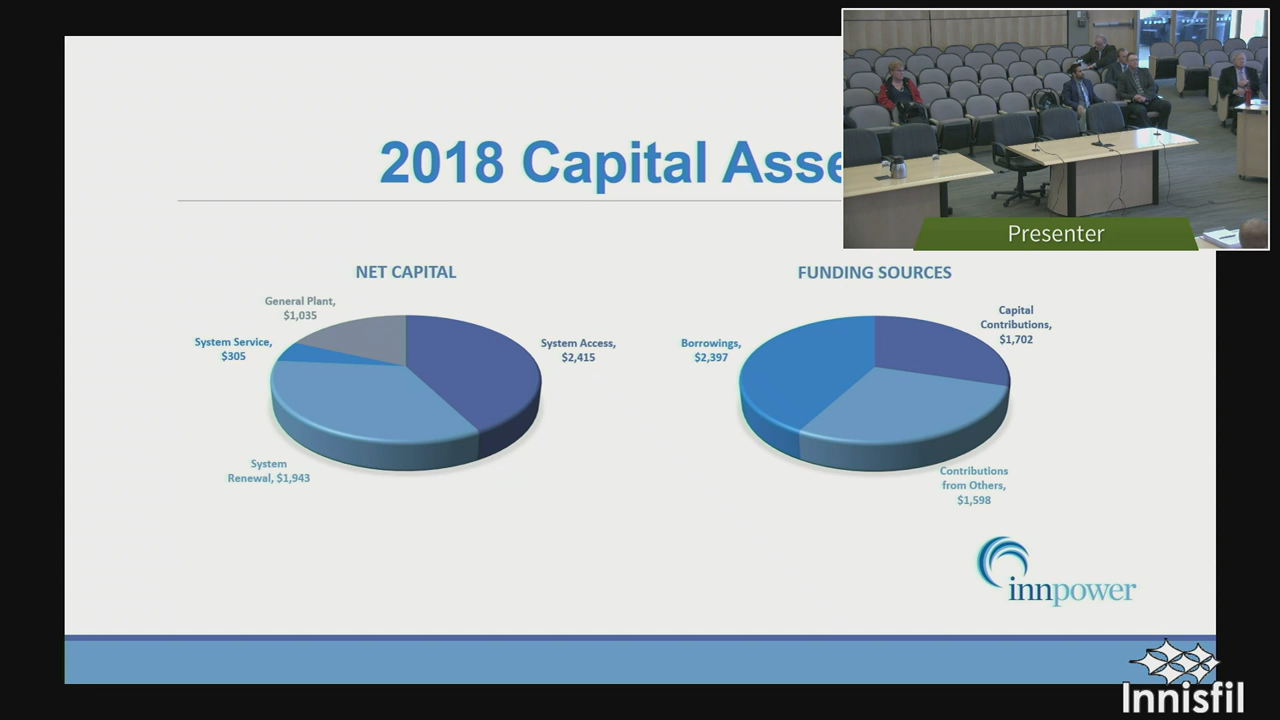 2018 Capital Asse
Presenter
NET CAPITAL
General Plant,
$1,035
System Service,
$305
System Access,
$2,415
System
Renewal, $1,943
FUNDING SOURCES
Capital
Contributions,
$1,702
Borrowings,
$2,397
Contributions
from Others,
$1,598
innpower
Innisfil